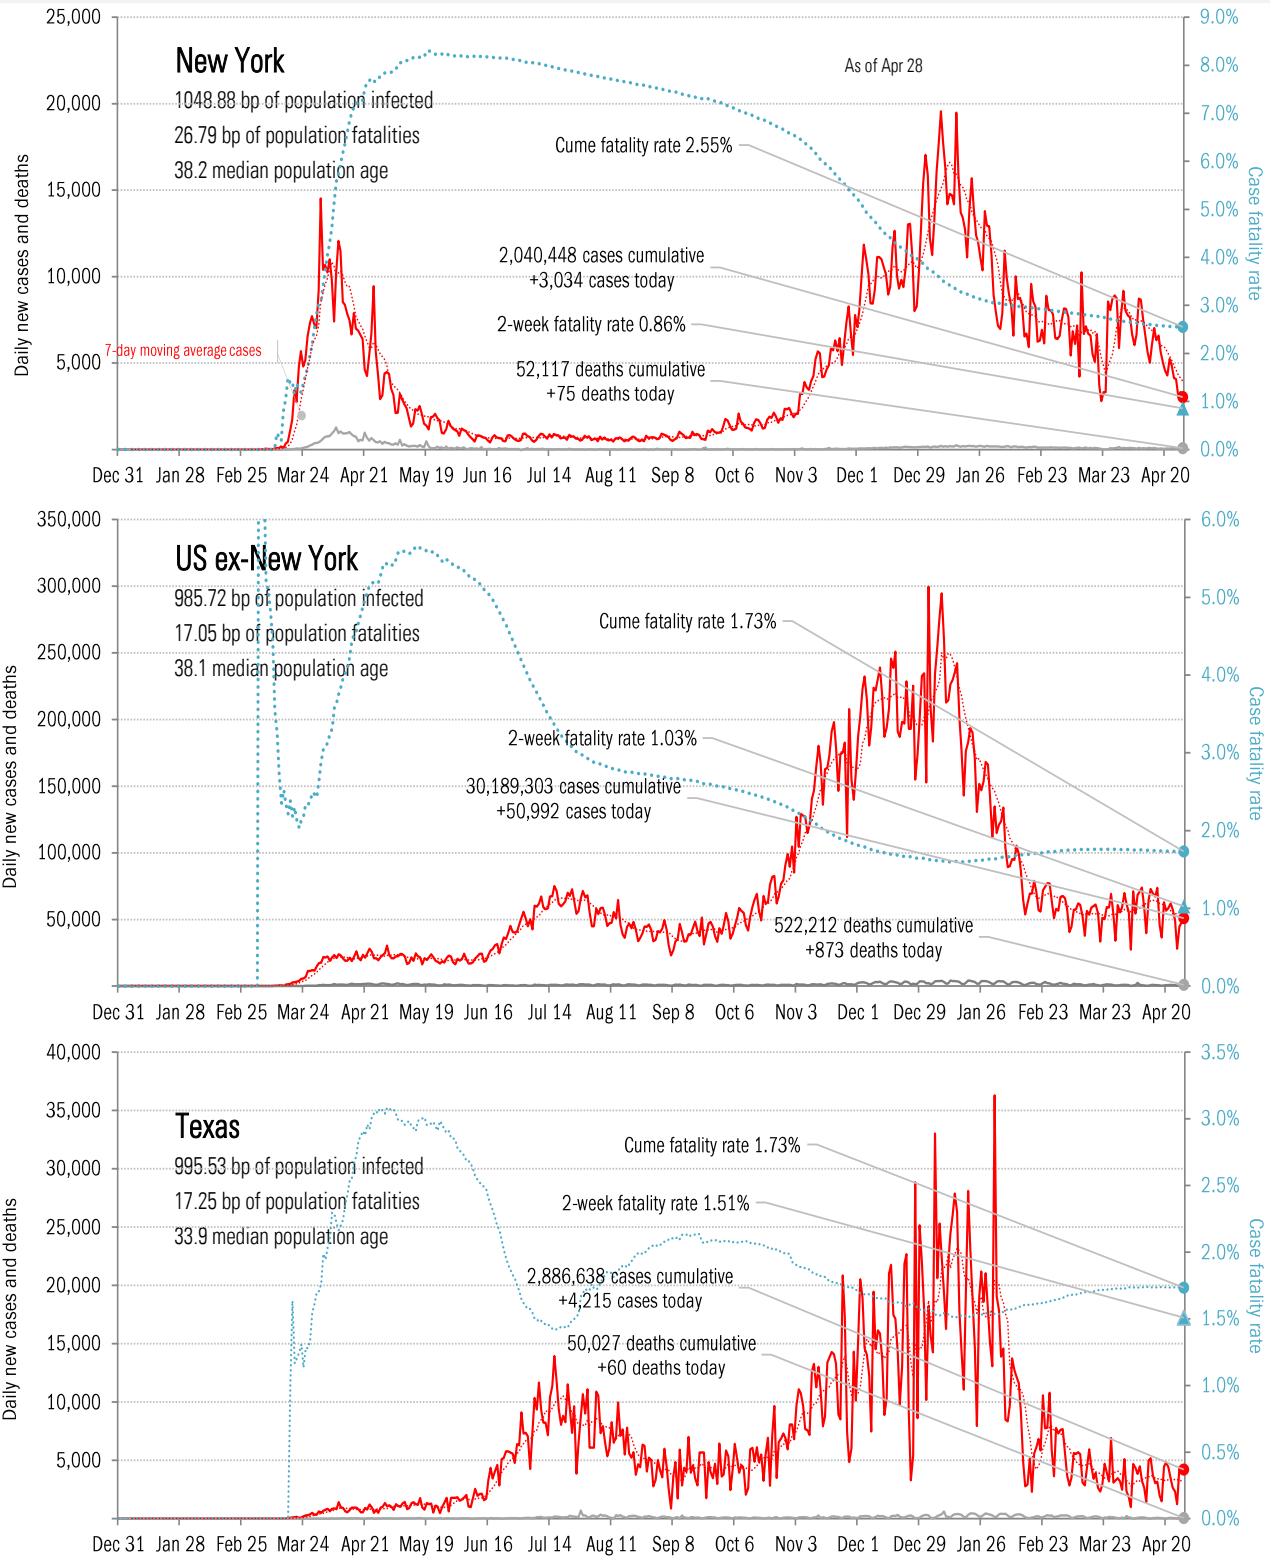 25,000
9.0%
New York
As of Apr 28
8.0%
1048.88 bp of population infected
20,000
7.0%
26.79 bp of population fatalities
Cume fatality rate 2.55%
6.0%
38.2 median population age
15,000
5.0%
Daily new cases and deaths
Case fatality rate
2,040,448 cases cumulative
+3,034 cases today
4.0%
10,000
3.0%
2-week fatality rate 0.86%
7-day moving average cases
2.0%
5,000
52,117 deaths cumulative
+75 deaths today
1.0%
0.0%
Dec 31 Jan 28 Feb 25 Mar 24 Apr 21 May 19 Jun 16 Jul 14 Aug 11 Sep 8 Oct 6 Nov 3 Dec 1 Dec 29 Jan 26 Feb 23 Mar 23 Apr 20
350,000
6.0%
US ex-New York
300,000
985.72 bp of population infected
5.0%
17.05 bp of population fatalities
Cume fatality rate 1.73%
250,000
38.1 median population age
4.0%
Daily new cases and deaths
Case fatality rate
200,000
2-week fatality rate 1.03%
3.0%
150,000
30,189,303 cases cumulative
+50,992 cases today
2.0%
100,000
1.0%
50,000
522,212 deaths cumulative
+873 deaths today
0.0%
Dec 31 Jan 28 Feb 25 Mar 24 Apr 21 May 19 Jun 16 Jul 14 Aug 11 Sep 8 Oct 6 Nov 3 Dec 1 Dec 29 Jan 26 Feb 23 Mar 23 Apr 20
40,000
3.5%
35,000
3.0%
Texas
Cume fatality rate 1.73%
30,000
995.53 bp of population infected
2.5%
17.25 bp of population fatalities
2-week fatality rate 1.51%
25,000
33.9 median population age
2.0%
Daily new cases and deaths
Case fatality rate
20,000
2,886,638 cases cumulative
+4,215 cases today
1.5%
15,000
50,027 deaths cumulative
+60 deaths today
1.0%
10,000
0.5%
5,000
0.0%
Dec 31 Jan 28 Feb 25 Mar 24 Apr 21 May 19 Jun 16 Jul 14 Aug 11 Sep 8 Oct 6 Nov 3 Dec 1 Dec 29 Jan 26 Feb 23 Mar 23 Apr 20